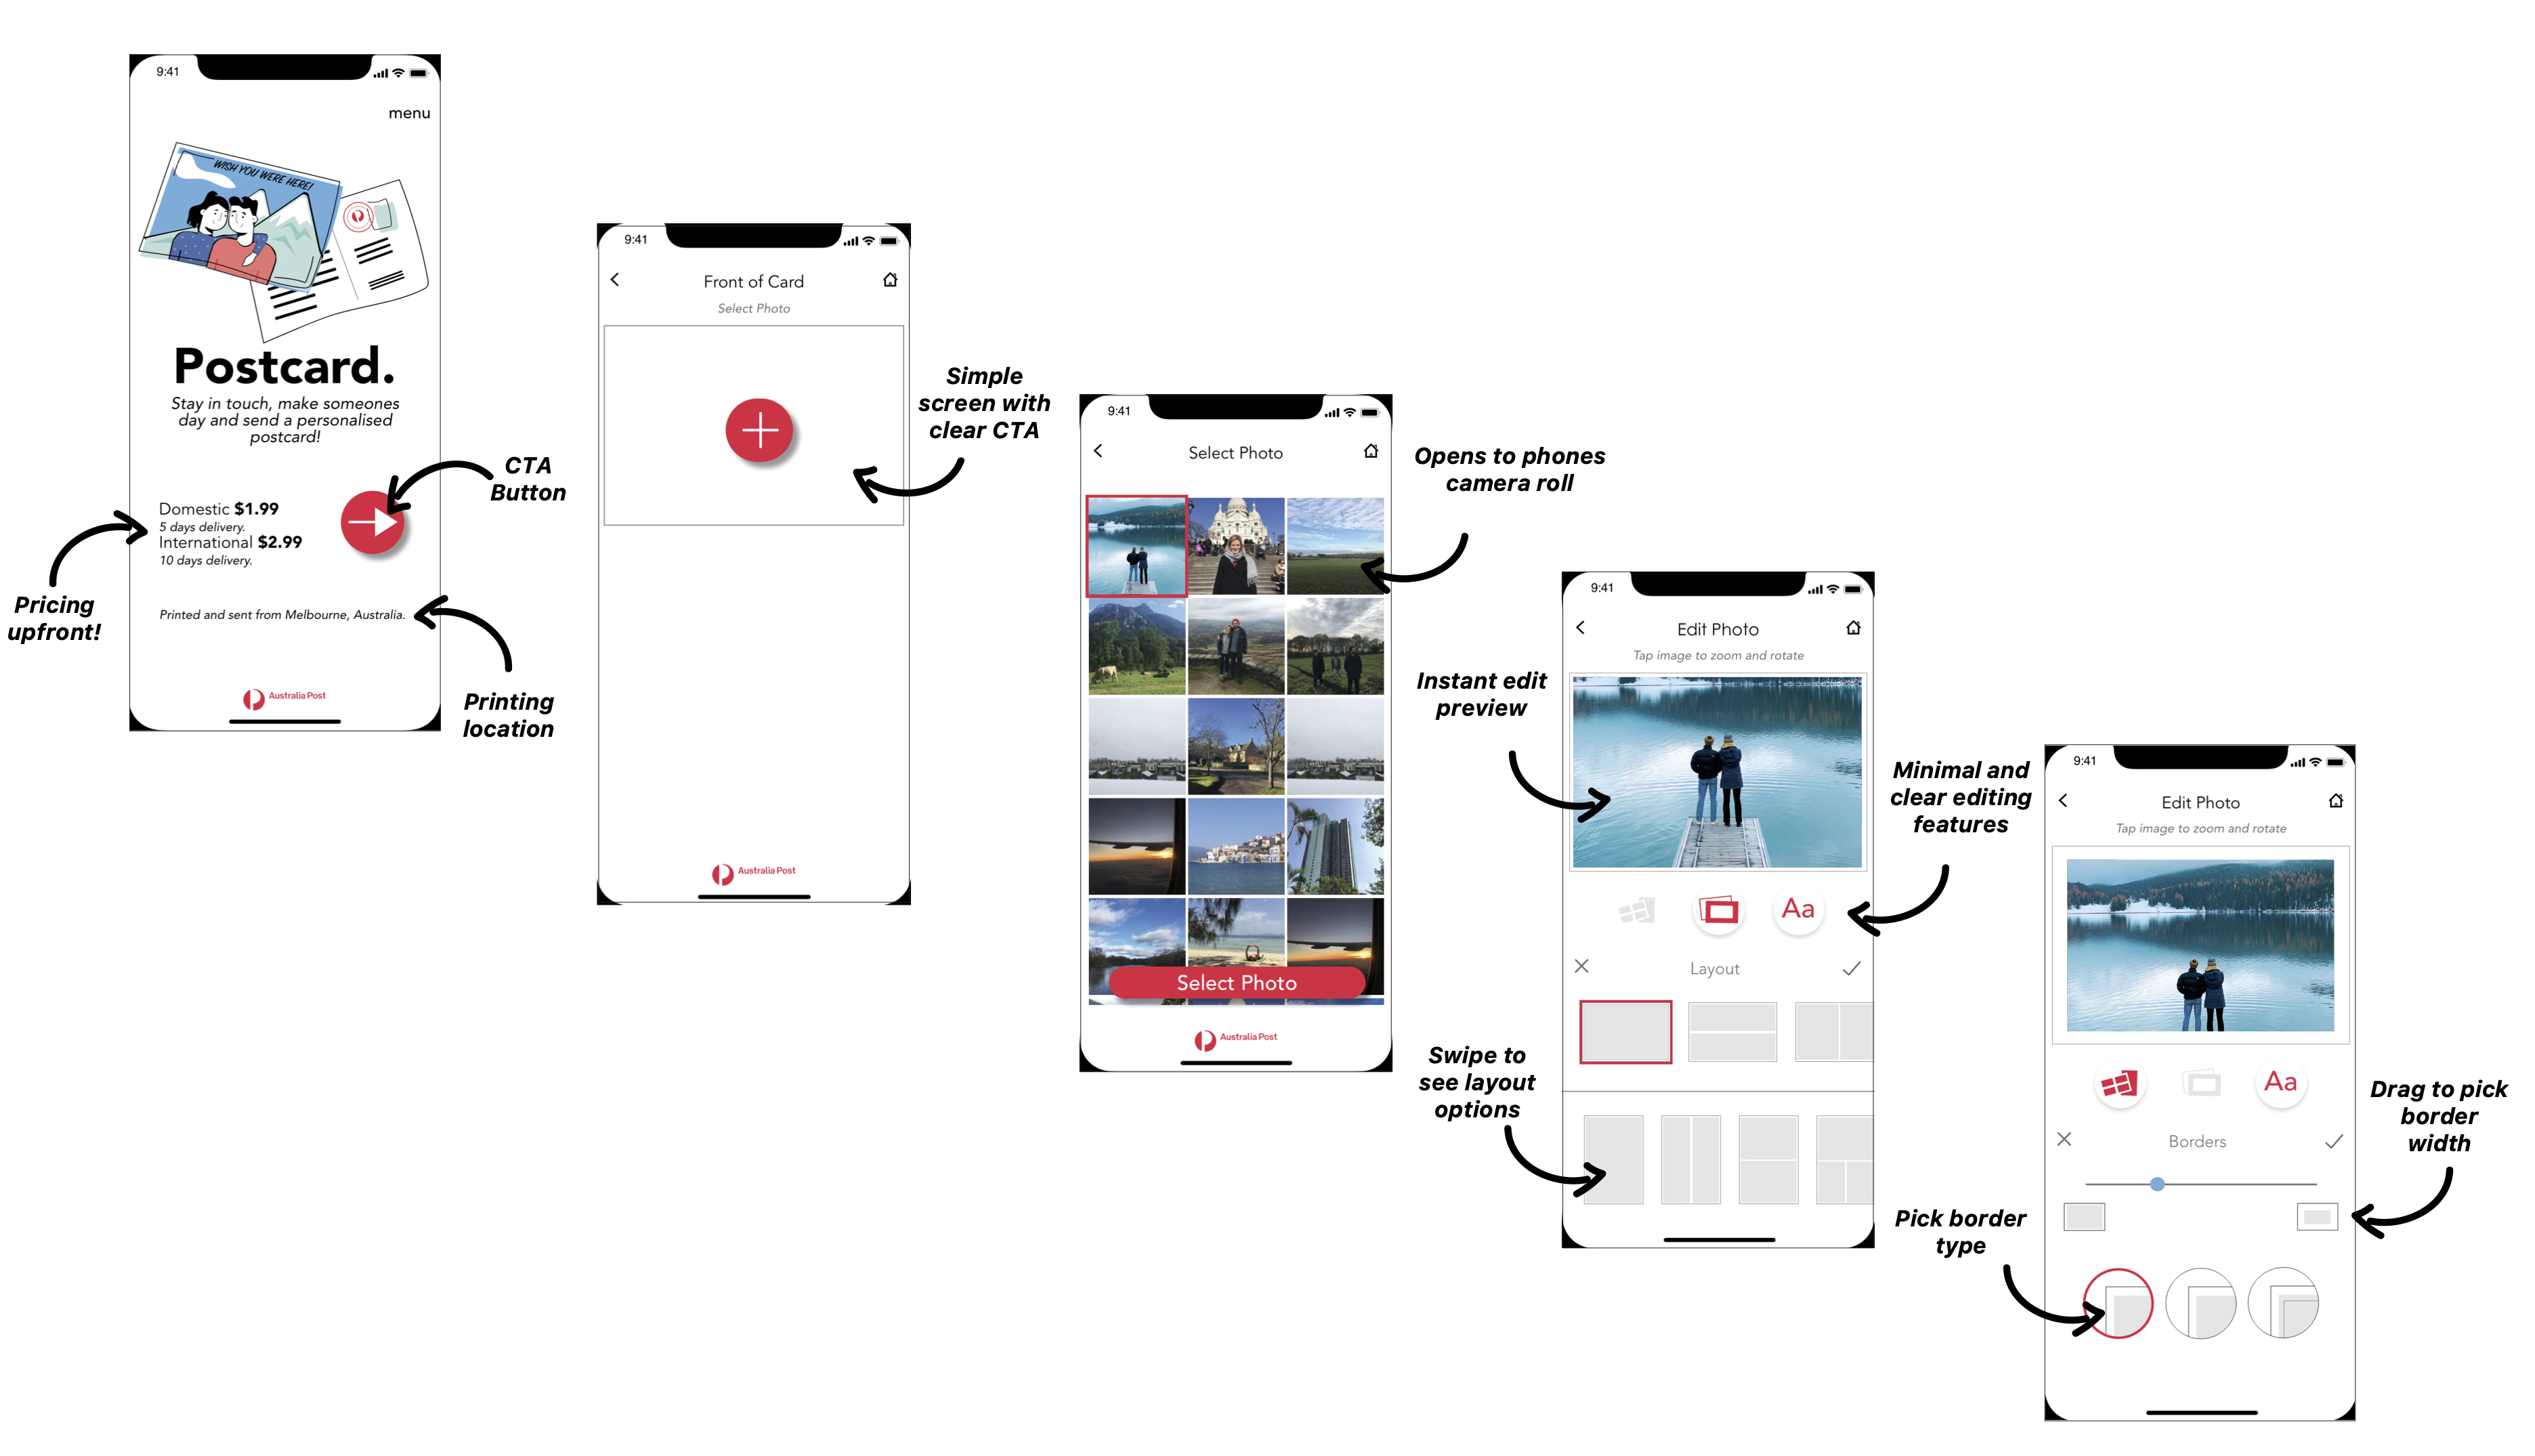 9:41
menu
WISH YOU WERE HERE!
Postcard.
Stay in touch, make someones
day and send a personalised
postcard!
CTA
Button
Domestic $1.99
5 days delivery.
International $2.99
10 days delivery.
Pricing
upfront!
Printed and sent from Melbourne, Australia.
Printing
location
Australia Post
9:41
Front of Card
Select Photo
Simple
screen with
clear CTA
Australia Post
9:41
Select Photo
Opens to phones
camera roll
Select Photo
Australia Post
9:41
Edit Photo
Tap image to zoom and rotate
Instant edit
preview
Minimal and
clear editing
features
Aa
Layout
Swipe to
see layout
options
9:41
Edit Photo
Tap image to zoom and rotate
Aa
Borders
Drag to pick
border
width
Pick border
type